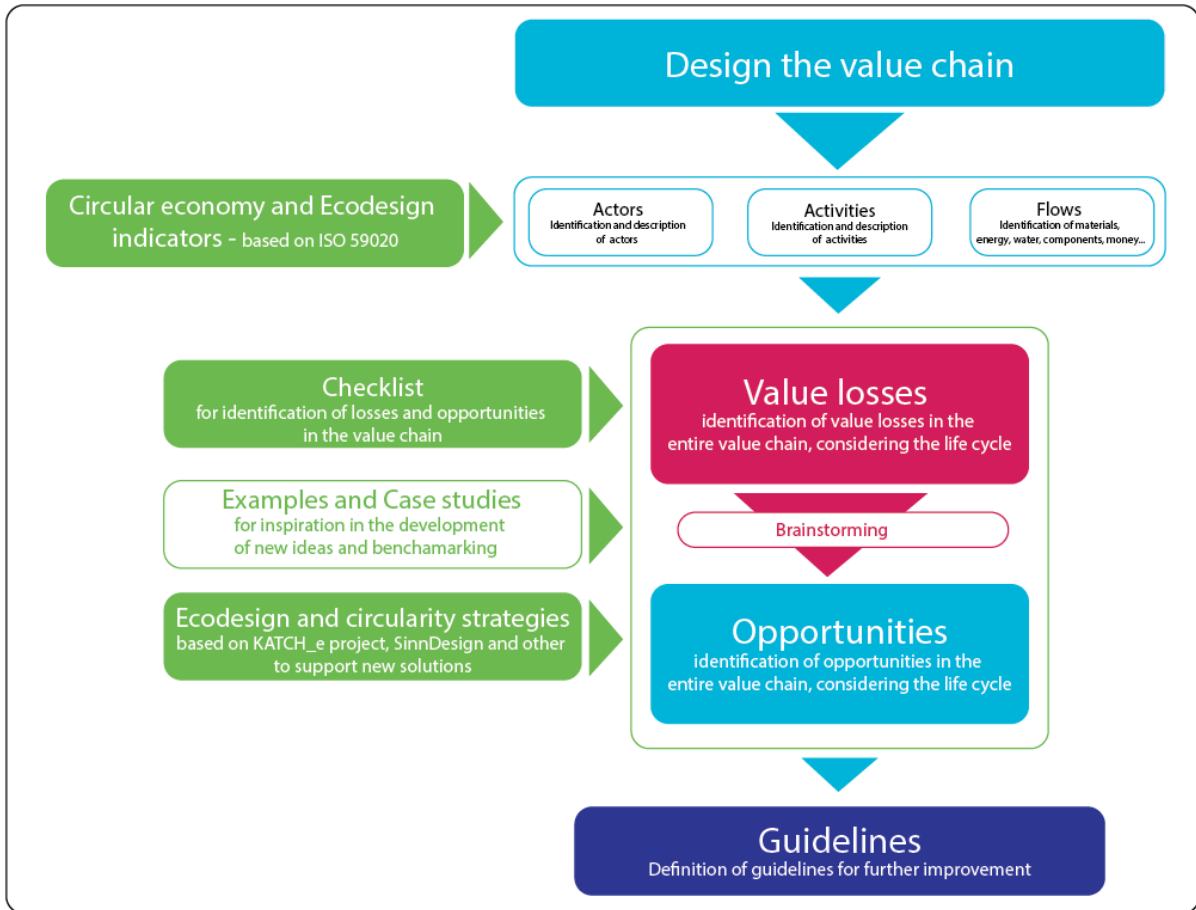 Design the value chain
Circular economy and Ecodesign
indicators - based on ISO 59020
Actors
Identification and description
of actors
Activities
Identification and description
of activities
Flows
Identification of materials,
energy, water, components, money...
Checklist
for identification of losses and opportunities
in the value chain
Value losses
identification of value losses in the
entire value chain, considering the life cycle
Examples and Case studies
for inspiration in the development
of new ideas and benchamarking
Brainstorming
Ecodesign and circularity strategies
based on KATCH_e project, SinnDesign and other
to support new solutions
Opportunities
identification of opportunities in the
entire value chain, considering the life cycle
Guidelines
Definition of guidelines for further improvement